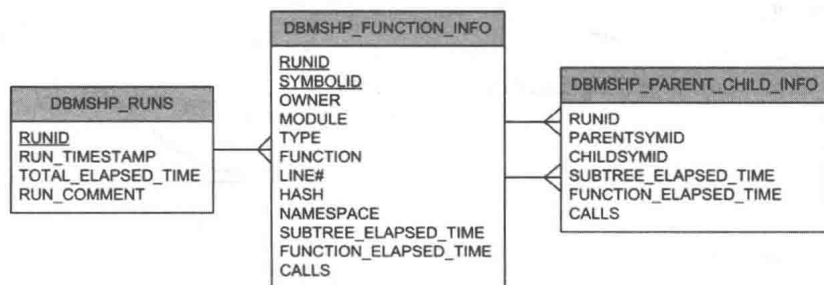 DBMSHP_RUNS
RUNID
RUN_TIMESTAMP
TOTAL_ELAPSED_TIME
RUN_COMMENT
DBMSHP_FUNCTION_INFO
RUNID
SYMBOLID
OWNER
MODULE
TYPE
FUNCTION
LINE#
HASH
NAMESPACE
SUBTREE_ELAPSED_TIME
FUNCTION_ELAPSED_TIME
CALLS
DBMSHP_PARENT_CHILD_INFO
RUNID
PARENTSYMID
CHILDSYMID
SUBTREE_ELAPSED_TIME
FUNCTION_ELAPSED_TIME
CALLS